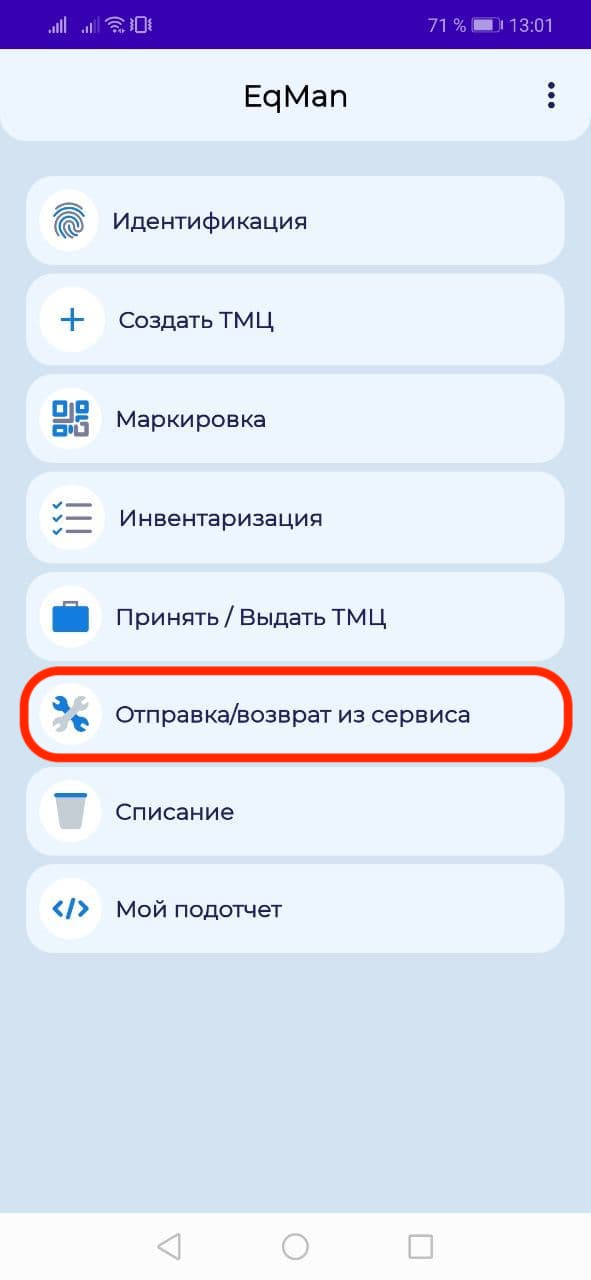 71 % 13:01
EqMan
Идентификация
Создать ТМЦ
Маркировка
Инвентаризация
Принять / Выдать ТМЦ
Отправка/возврат из сервиса
Списание
Мой подотчет